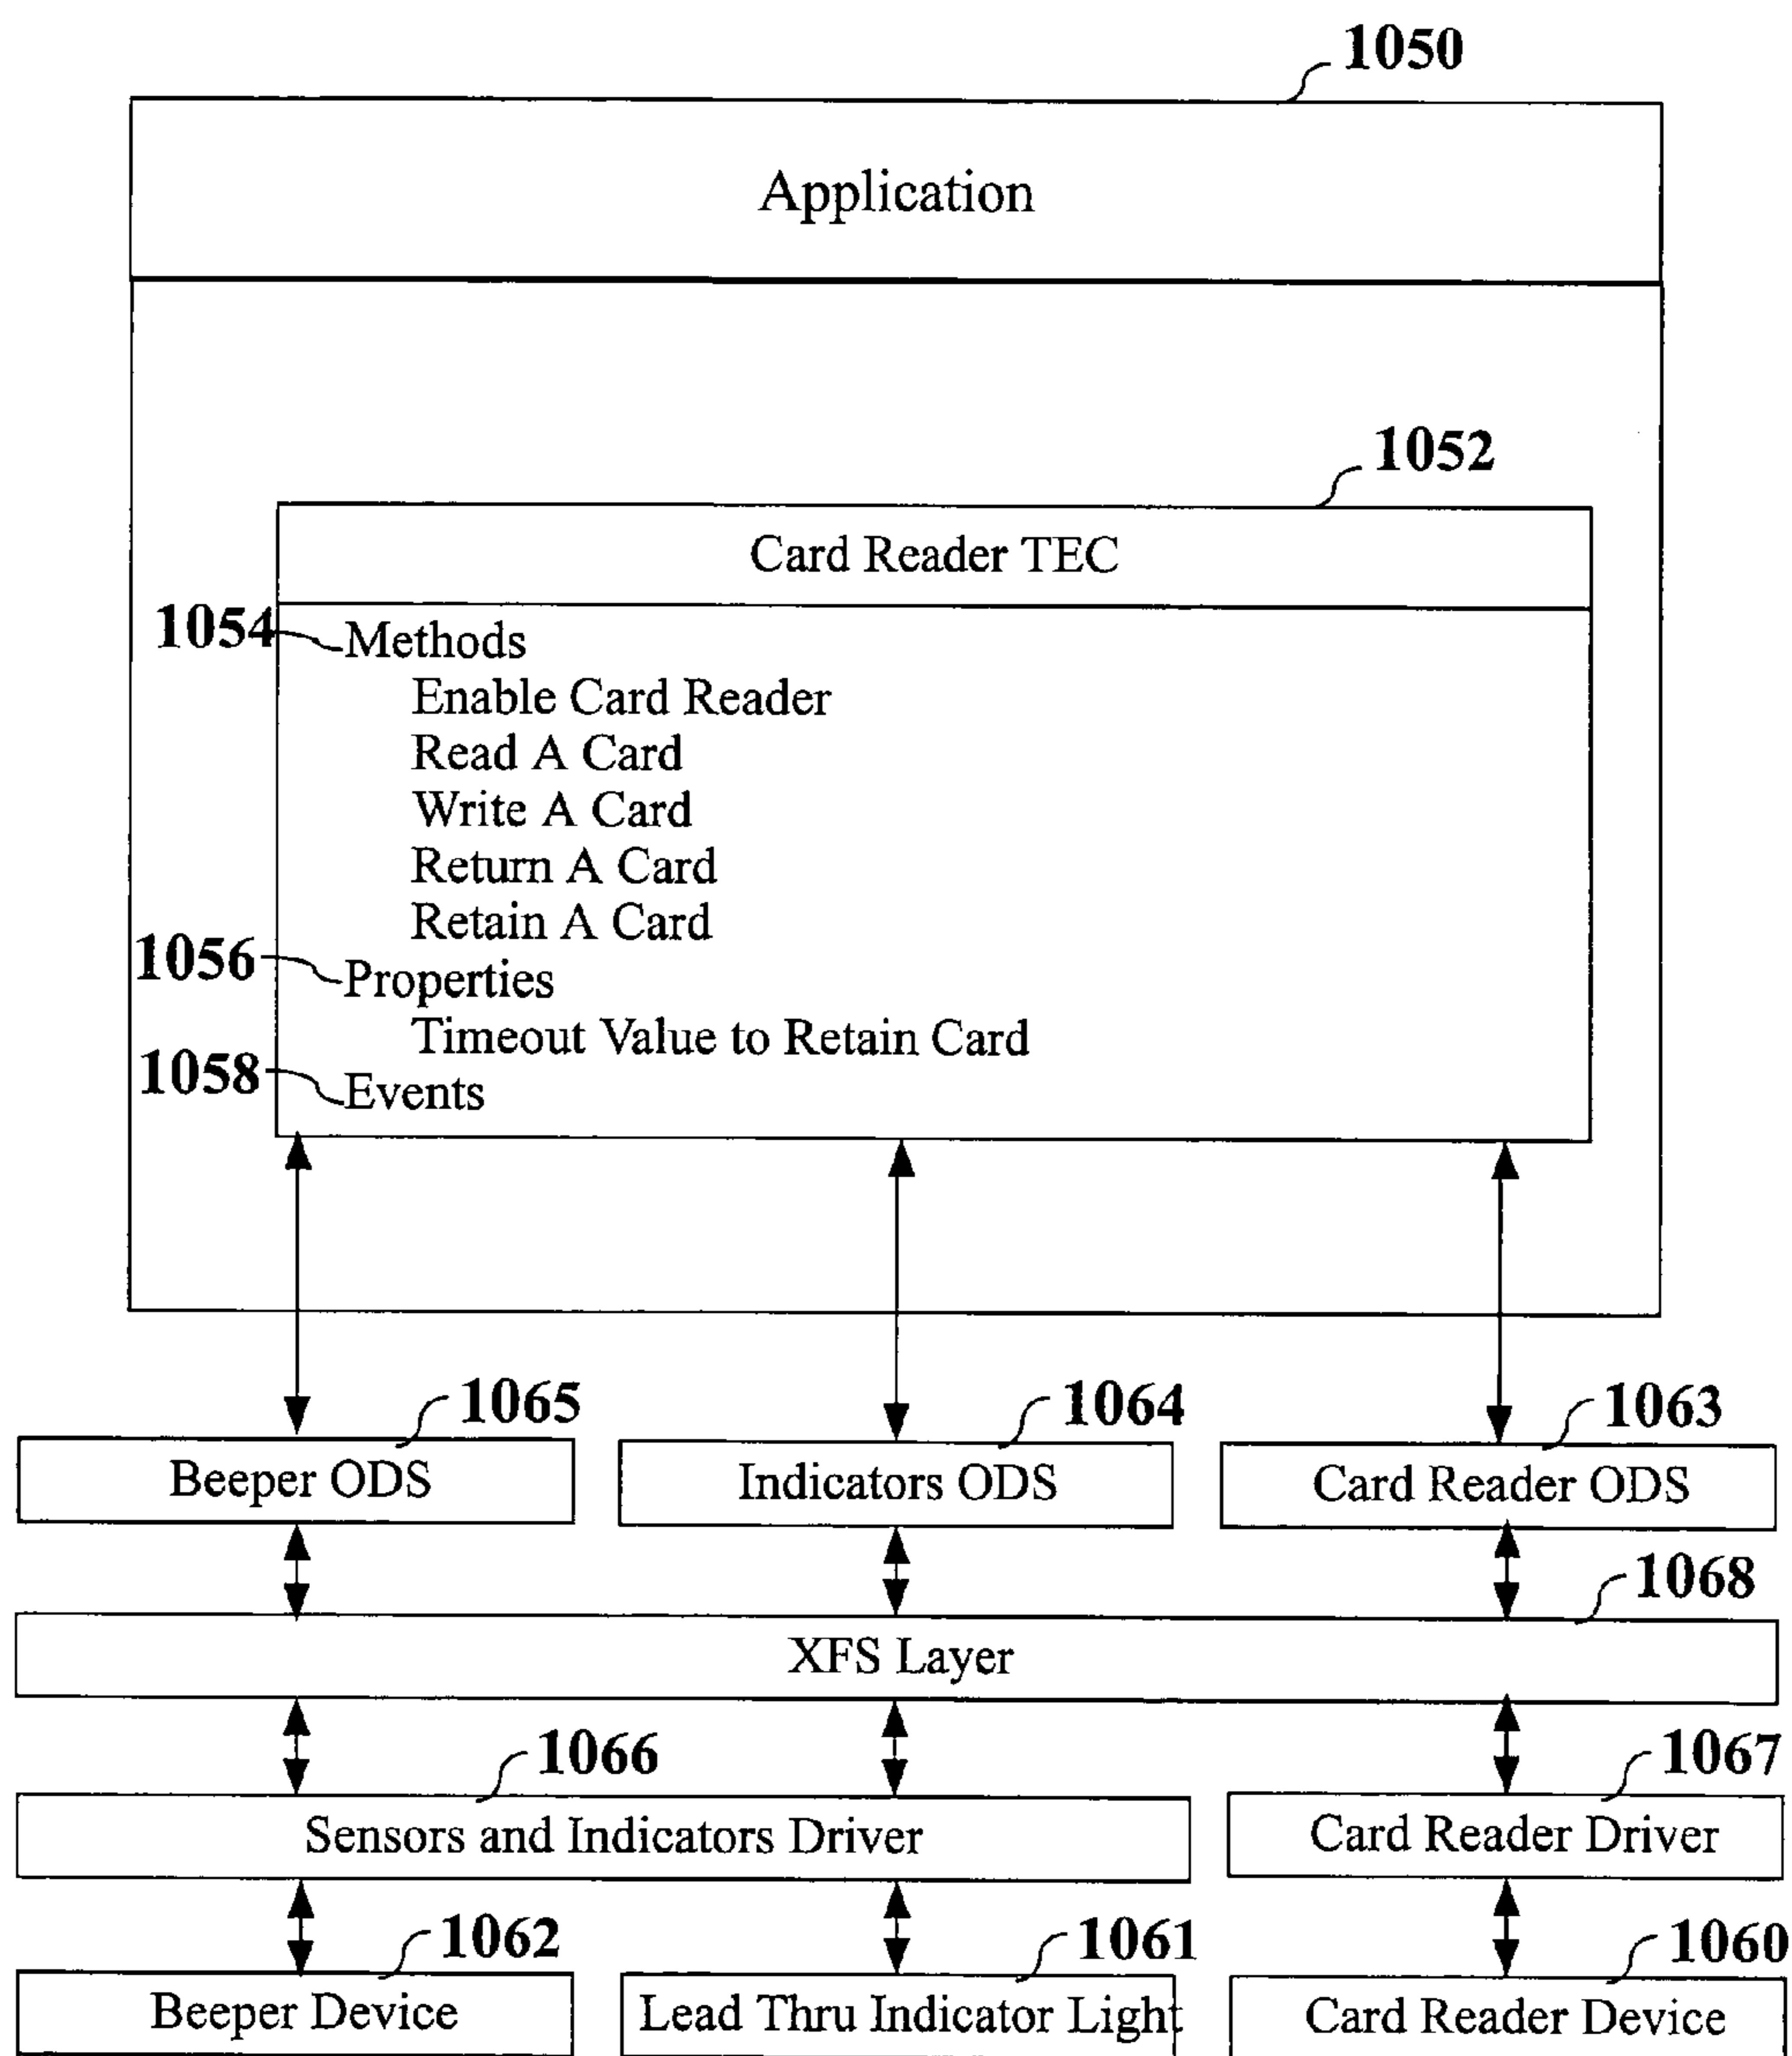 1050
Application
1052
Card Reader TEC
1054
Methods
Enable Card Reader
Read A Card
Write A Card
Return A Card
Retain A Card
1056
Properties
Timeout Value to Retain Card
1058
Events
1065
1064
1063
Beeper ODS
Indicators ODS
Card Reader ODS
1068
XFS Layer
1066
1067
Sensors and Indicators Driver
Card Reader Driver
1062
1061
1060
Beeper Device
Lead Thru Indicator Light
Card Reader Device